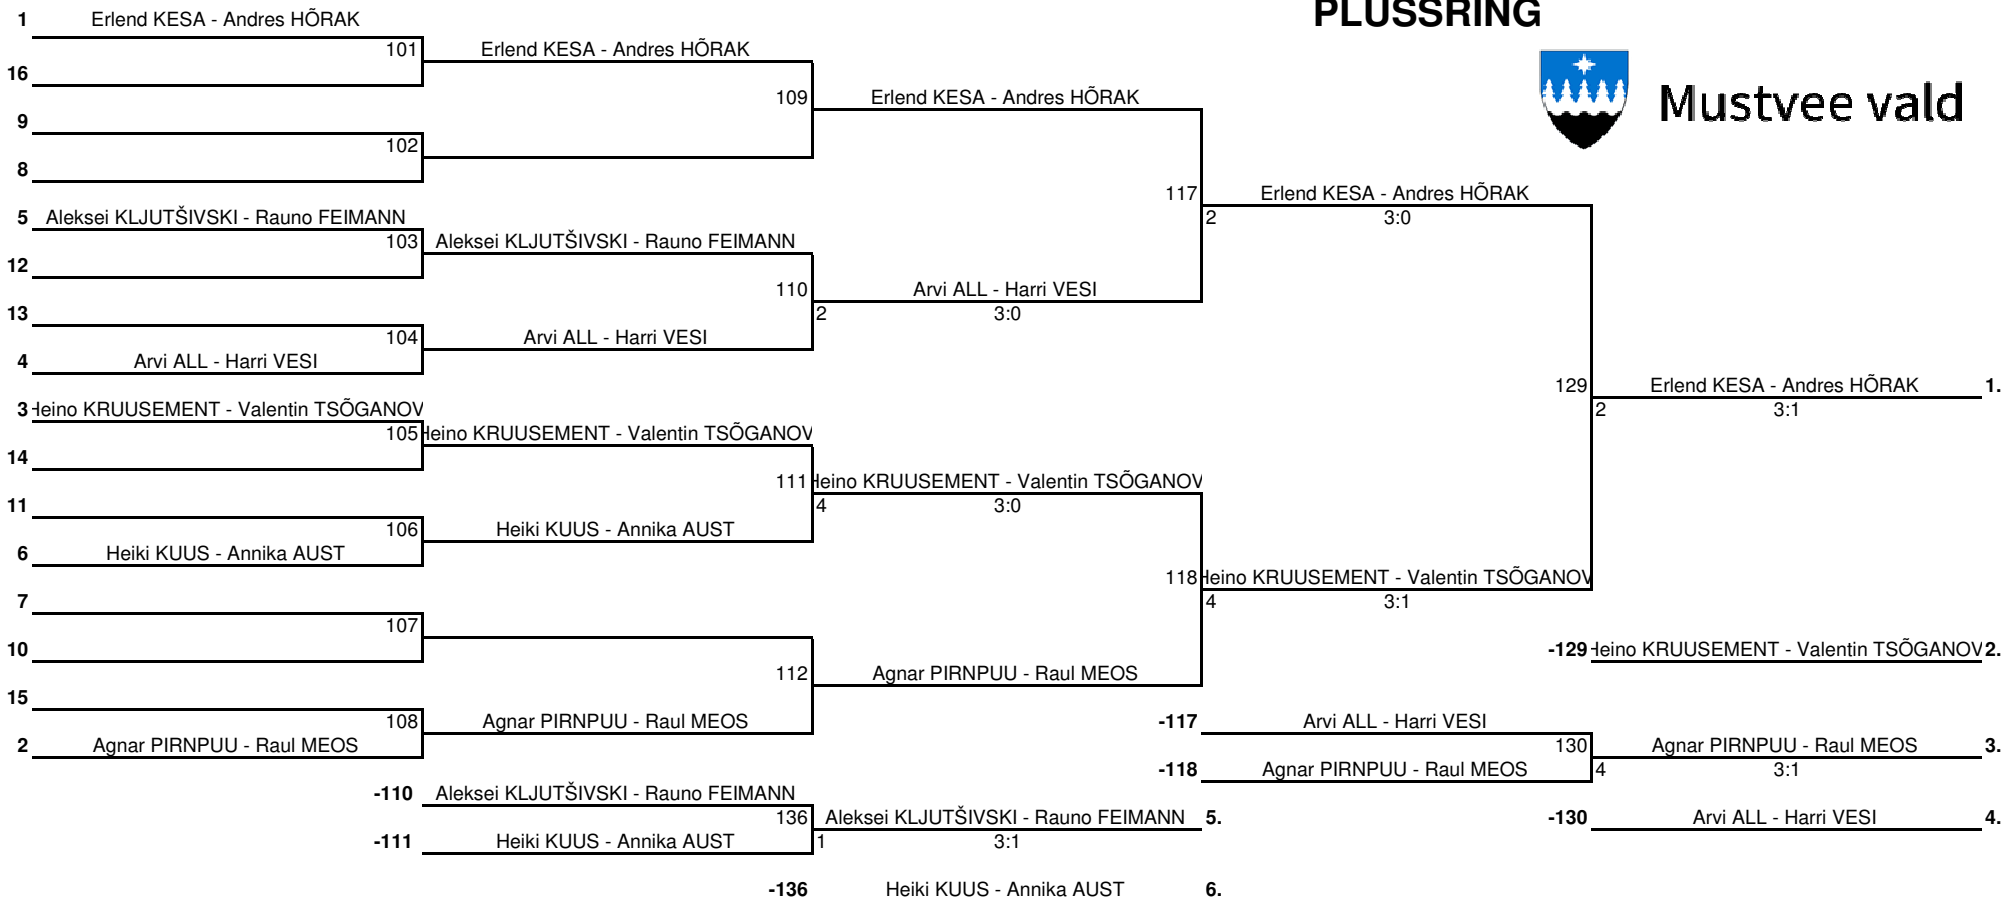 PLUSSRING
Mustvee vald
1 Erlend KESA - Andres HÕRAK
101 Erlend KESA - Andres HÕRAK
16
109 Erlend KESA - Andres HÕRAK
9
102
8
117 Erlend KESA - Andres HÕRAK
2 3:0
5 Aleksei KLJUTŠIVSKI - Rauno FEIMANN
103 Aleksei KLJUTŠIVSKI - Rauno FEIMANN
12
110 Arvi ALL - Harri VESI
2 3:0
13
104 Arvi ALL - Harri VESI
4 Arvi ALL - Harri VESI
129 Erlend KESA - Andres HÕRAK 1.
2 3:1
3 Heino KRUUSEMENT - Valentin TSÕGANOV
105 Heino KRUUSEMENT - Valentin TSÕGANOV
14
111 Heino KRUUSEMENT - Valentin TSÕGANOV
4 3:0
11
106 Heiki KUUS - Annika AUST
6 Heiki KUUS - Annika AUST
118 Heino KRUUSEMENT - Valentin TSÕGANOV
4 3:1
7
107
10
-129 Heino KRUUSEMENT - Valentin TSÕGANOV 2.
112 Agnar PIRNPUU - Raul MEOS
15
108 Agnar PIRNPUU - Raul MEOS
2 Agnar PIRNPUU - Raul MEOS
-117 Arvi ALL - Harri VESI
130 Agnar PIRNPUU - Raul MEOS 3.
-118 Agnar PIRNPUU - Raul MEOS
4 3:1
-110 Aleksei KLJUTŠIVSKI - Rauno FEIMANN
136 Aleksei KLJUTŠIVSKI - Rauno FEIMANN 5.
-130 Arvi ALL - Harri VESI 4.
-111 Heiki KUUS - Annika AUST
1 3:1
-136 Heiki KUUS - Annika AUST 6.